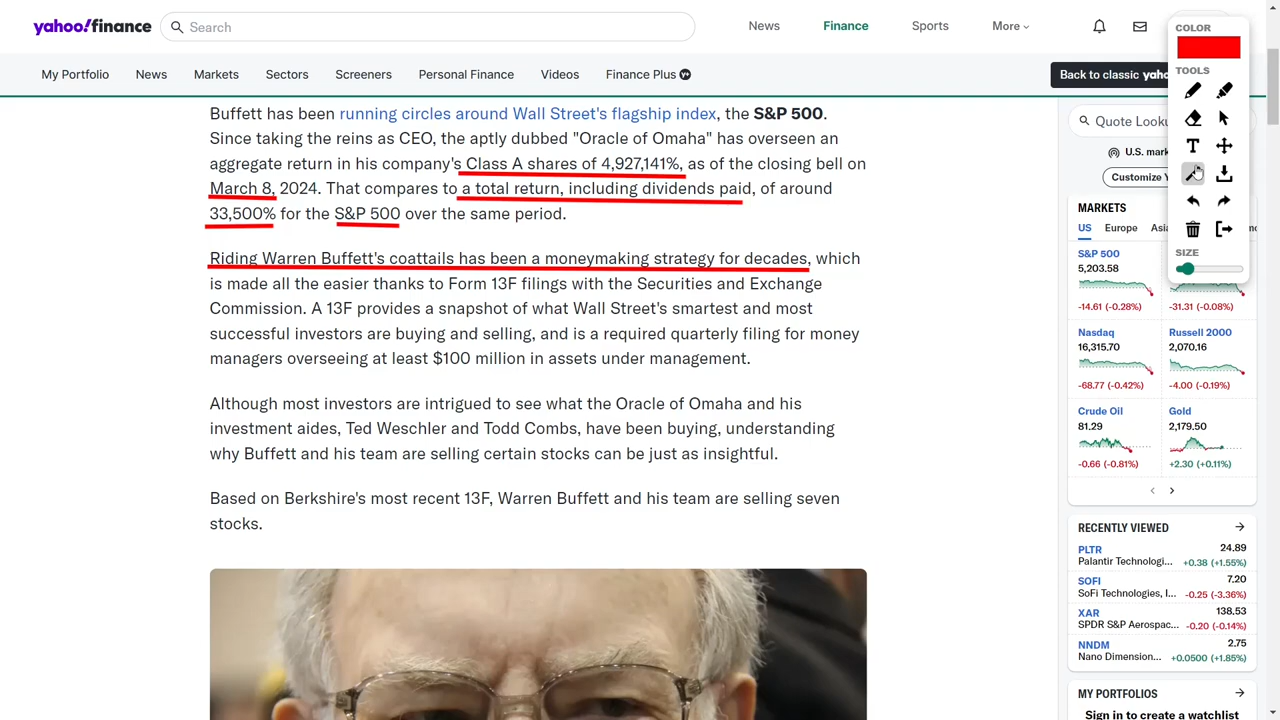 yahoo!finance
Search
News
Finance
Sports
More
My Portfolio
News
Markets
Sectors
Screeners
Personal Finance
Videos
Finance Plus
Back to classic
COLOR
TOOLS
SIZE
Buffett has been running circles around Wall Street's flagship index, the S&P 500.
Since taking the reins as CEO, the aptly dubbed "Oracle of Omaha" has overseen an
aggregate return in his company's Class A shares of 4,927,141%, as of the closing bell on
March 8, 2024. That compares to a total return, including dividends paid, of around
33,500% for the S&P 500 over the same period.
Riding Warren Buffett's coattails has been a moneymaking strategy for decades, which
is made all the easier thanks to Form 13F filings with the Securities and Exchange
Commission. A 13F provides a snapshot of what Wall Street's smartest and most
successful investors are buying and selling, and is a required quarterly filing for money
managers overseeing at least $100 million in assets under management.
Although most investors are intrigued to see what the Oracle of Omaha and his
investment aides, Ted Weschler and Todd Combs, have been buying, understanding
why Buffett and his team are selling certain stocks can be just as insightful.
Based on Berkshire's most recent 13F, Warren Buffett and his team are selling seven
stocks.
Quote
U.S.
Customize
MARKETS
US Europe
S&P 500
5,203.58
-14.61 (-0.28%)
-31.31 (-0.08%)
Nasdaq
16,315.70
-68.77 (-0.42%)
Russell 2000
2,070.16
-4.00 (-0.19%)
Crude Oil
81.29
-0.66 (-0.81%)
Gold
2,179.50
+2.30 (+0.11%)
RECENTLY VIEWED
PLTR 24.89
Palantir Technologi... +0.38 (+1.55%)
SOFI 7.20
SoFi Technologies, I... -0.25 (-3.36%)
XAR 138.53
SPDR S&P Aerospac... -0.20 (-0.14%)
NNDM 2.75
Nano Dimension... +0.0500 (+1.85%)
MY PORTFOLIOS
Sign in to create a watchlist